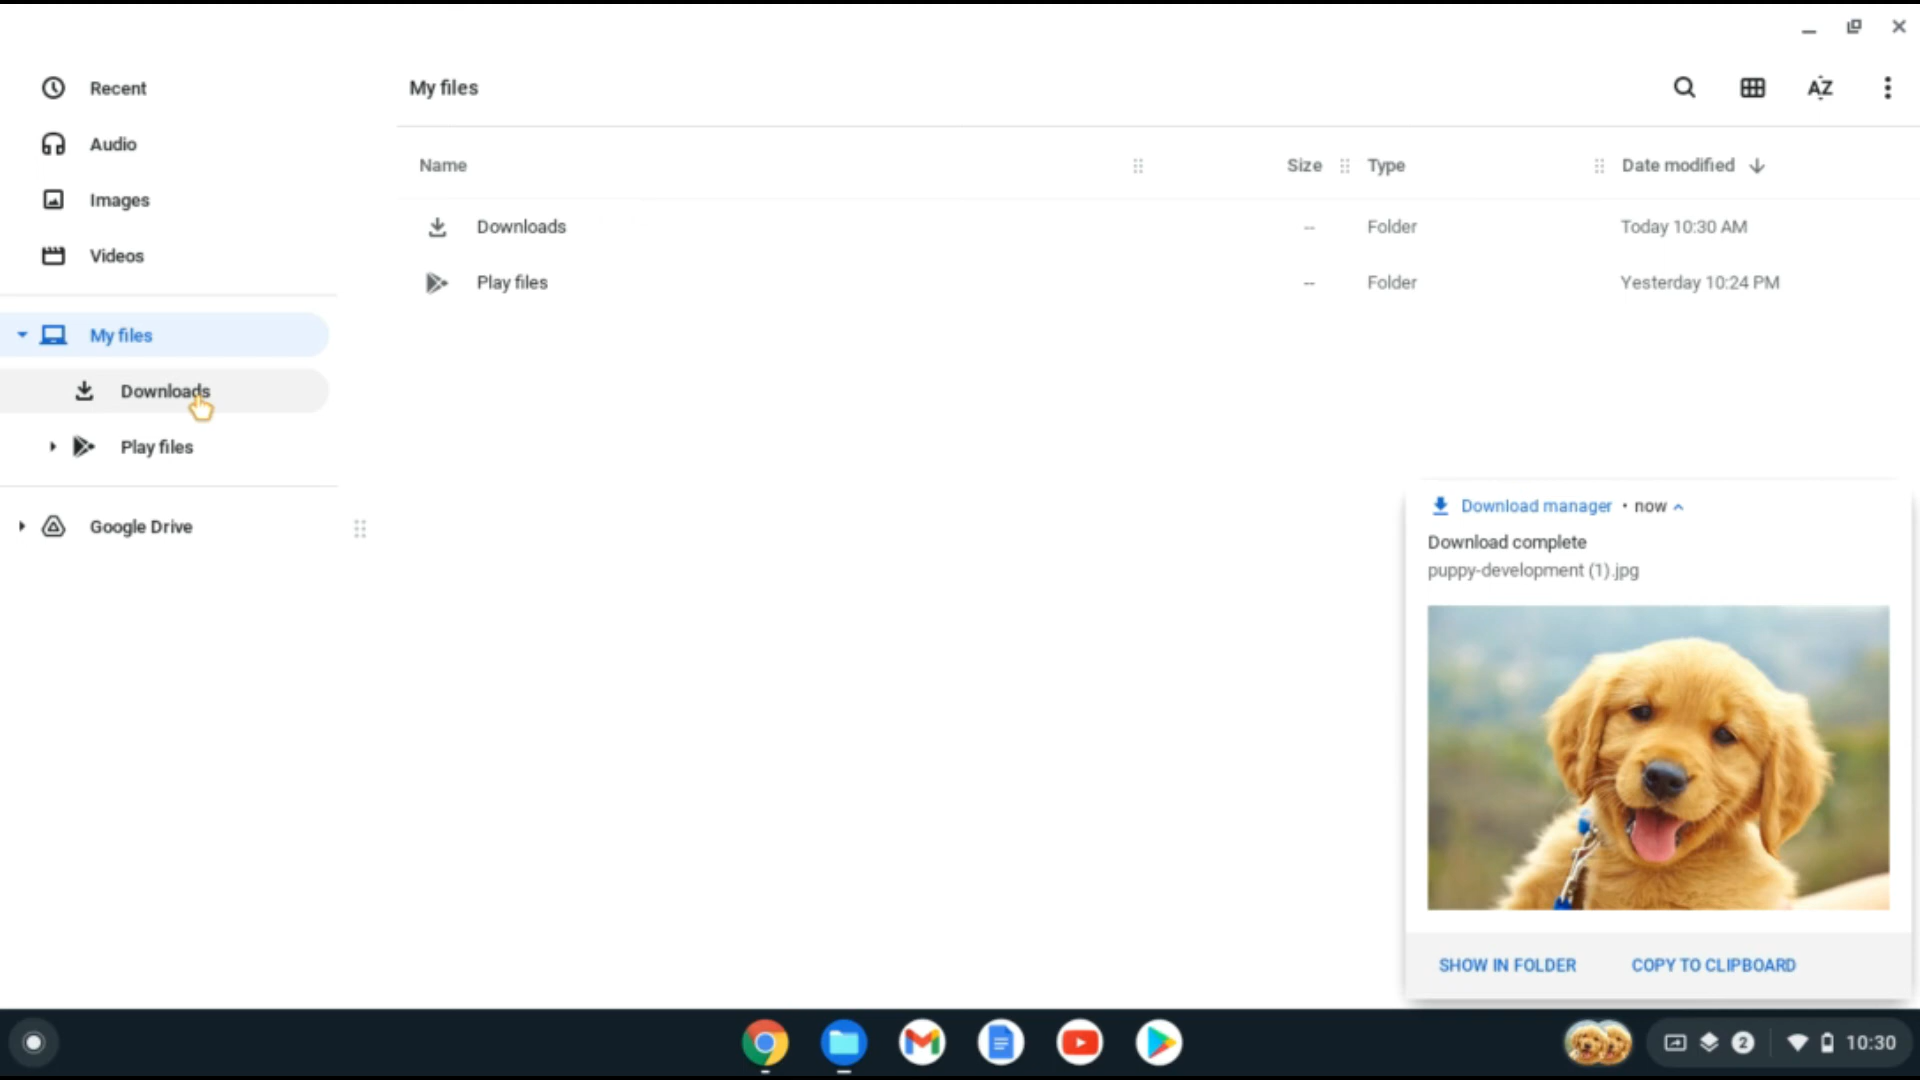 Recent
Audio
Images
Videos
My files
Downloads
Play files
Google Drive
My files
AZ
Name Size Type Date modified
Downloads -- Folder Today 10:30 AM
Play files -- Folder Yesterday 10:24 PM
Download manager • now
Download complete
puppy-development (1).jpg
SHOW IN FOLDER COPY TO CLIPBOARD
2 10:30